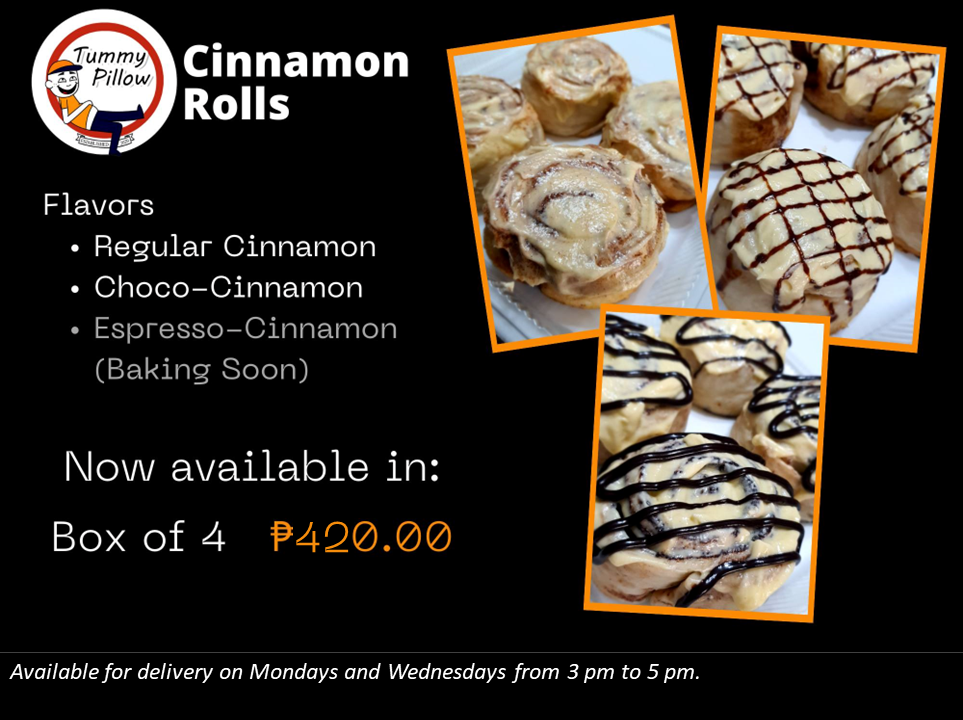 Tummy
Pillow
Cinnamon
Rolls
Flavors
• Regular Cinnamon
• Choco-Cinnamon
• Espresso-Cinnamon
(Baking Soon)
Now available in:
Box of 4 ₱420.00
Available for delivery on Mondays and Wednesdays from 3 pm to 5 pm.